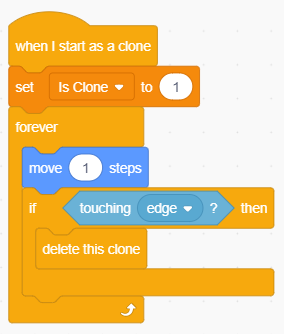 when I start as a clone
set Is Clone to 1
forever
move 1 steps
if touching edge ? then
delete this clone